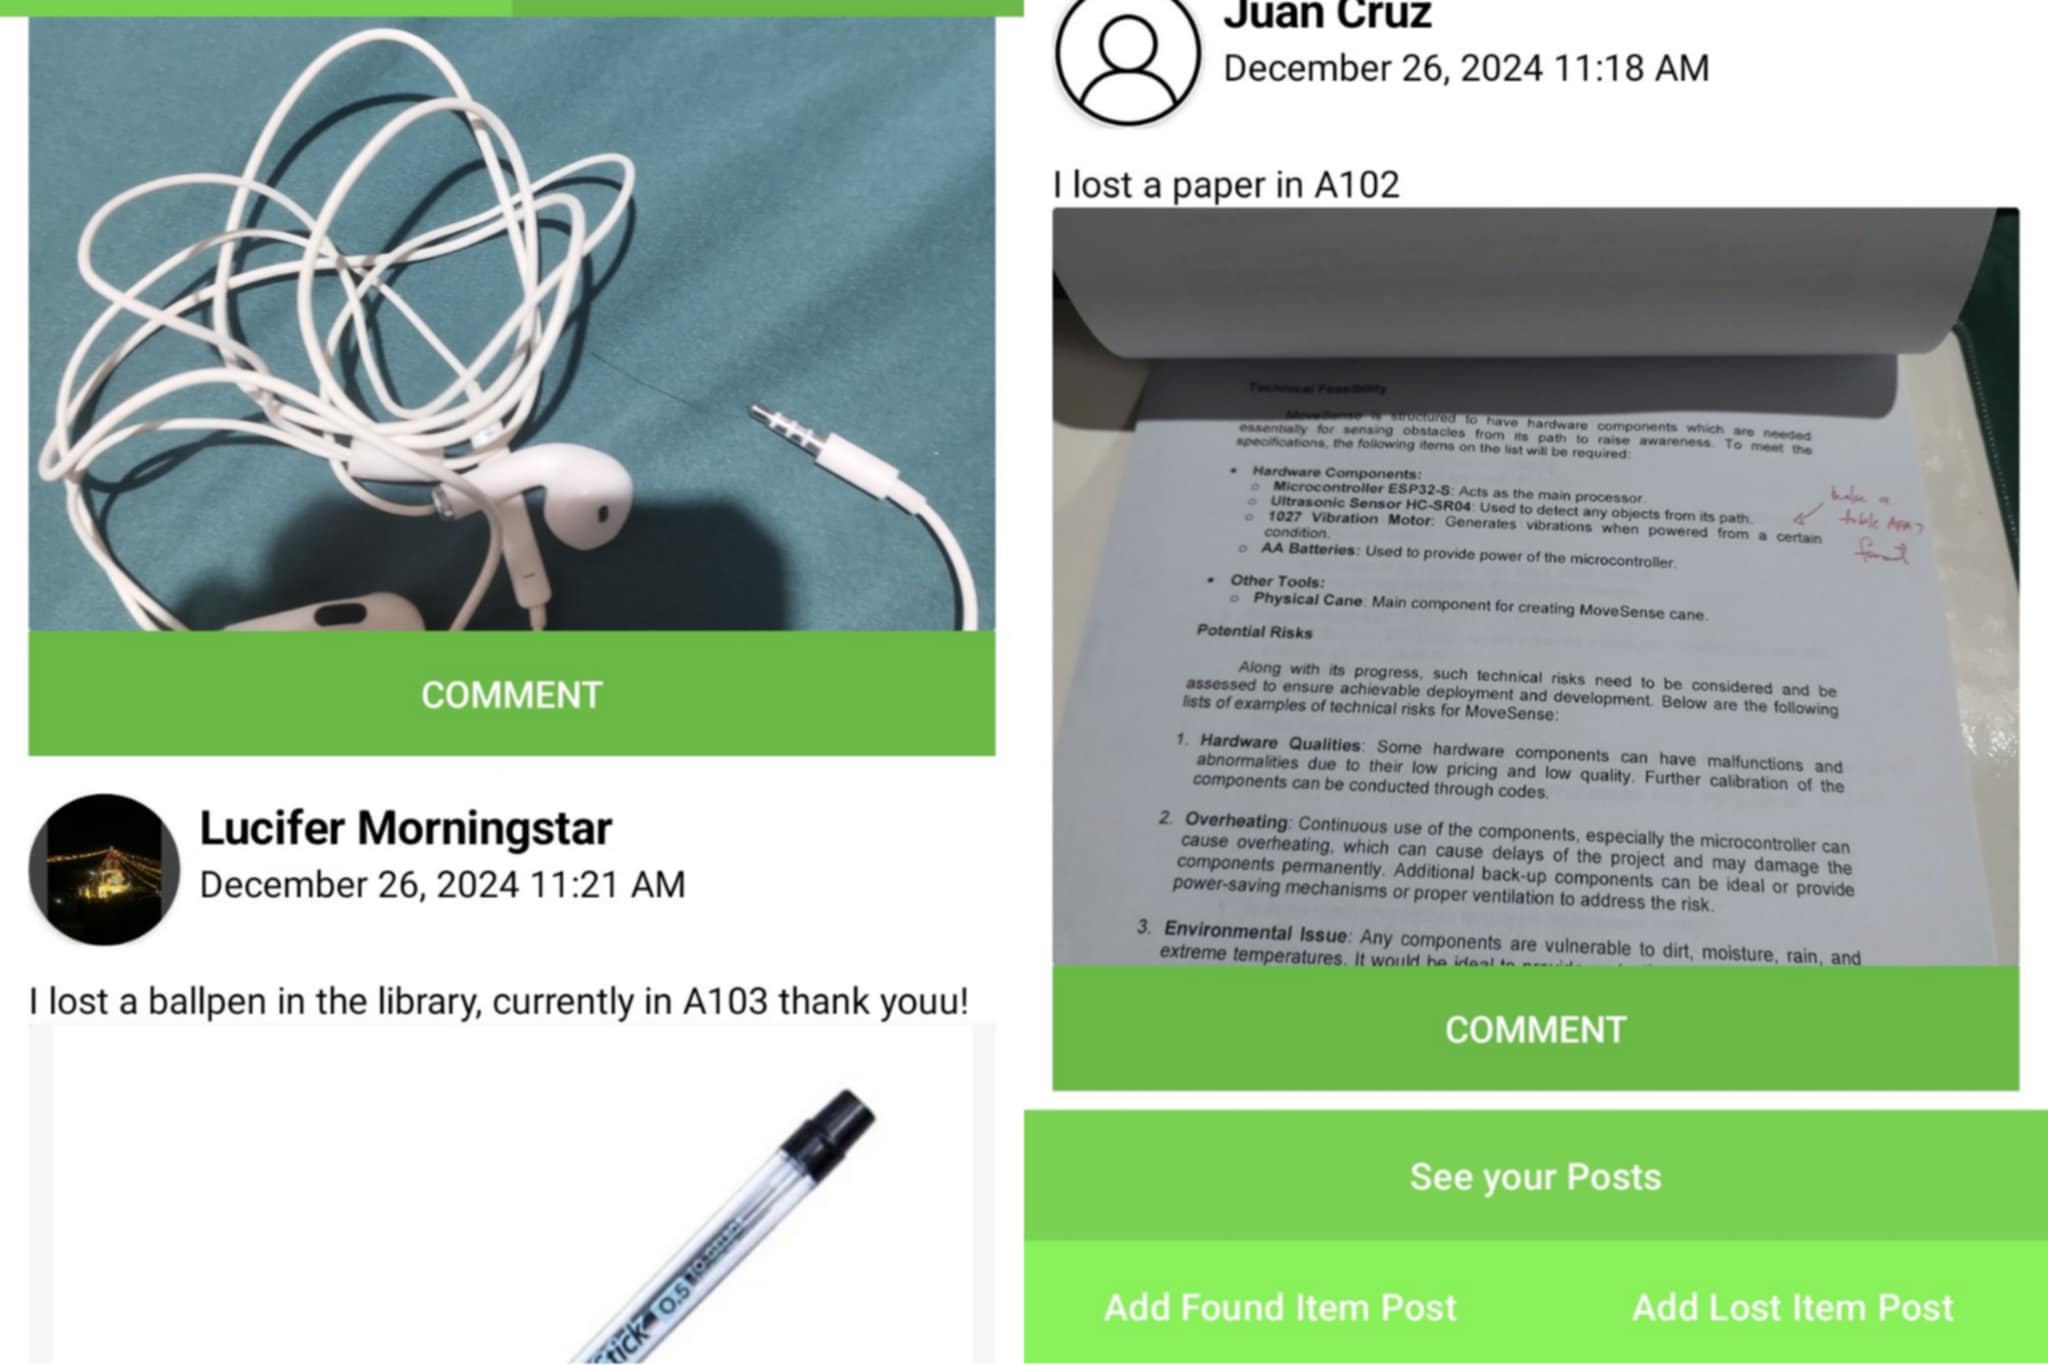 COMMENT
Lucifer Morningstar
December 26, 2024 11:21 AM
I lost a ballpen in the library, currently in A103 thank youu!
stick 0.5
Juan Cruz
December 26, 2024 11:18 AM
I lost a paper in A102
Technical Feasibility
MoveSense is structured to have hardware components which are needed
essentially for sensing obstacles from its path to raise awareness. To meet the
specifications, the following items on the list will be required:
• Hardware Components:
○ Microcontroller ESP32-S: Acts as the main processor.
○ Ultrasonic Sensor HC-SR04: Used to detect any objects from its path.
○ 1027 Vibration Motor: Generates vibrations when powered from a certain
condition.
○ AA Batteries: Used to provide power of the microcontroller.
make a
table APA 7
format
• Other Tools:
○ Physical Cane: Main component for creating MoveSense cane.
Potential Risks
Along with its progress, such technical risks need to be considered and be
assessed to ensure achievable deployment and development. Below are the following
lists of examples of technical risks for MoveSense:
1. Hardware Qualities: Some hardware components can have malfunctions and
abnormalities due to their low pricing and low quality. Further calibration of the
components can be conducted through codes.
2. Overheating: Continuous use of the components, especially the microcontroller can
cause overheating, which can cause delays of the project and may damage the
components permanently. Additional back-up components can be ideal or provide
power-saving mechanisms or proper ventilation to address the risk.
3. Environmental Issue: Any components are vulnerable to dirt, moisture, rain, and
extreme temperatures. It would be ideal to
COMMENT
See your Posts
Add Found Item Post
Add Lost Item Post